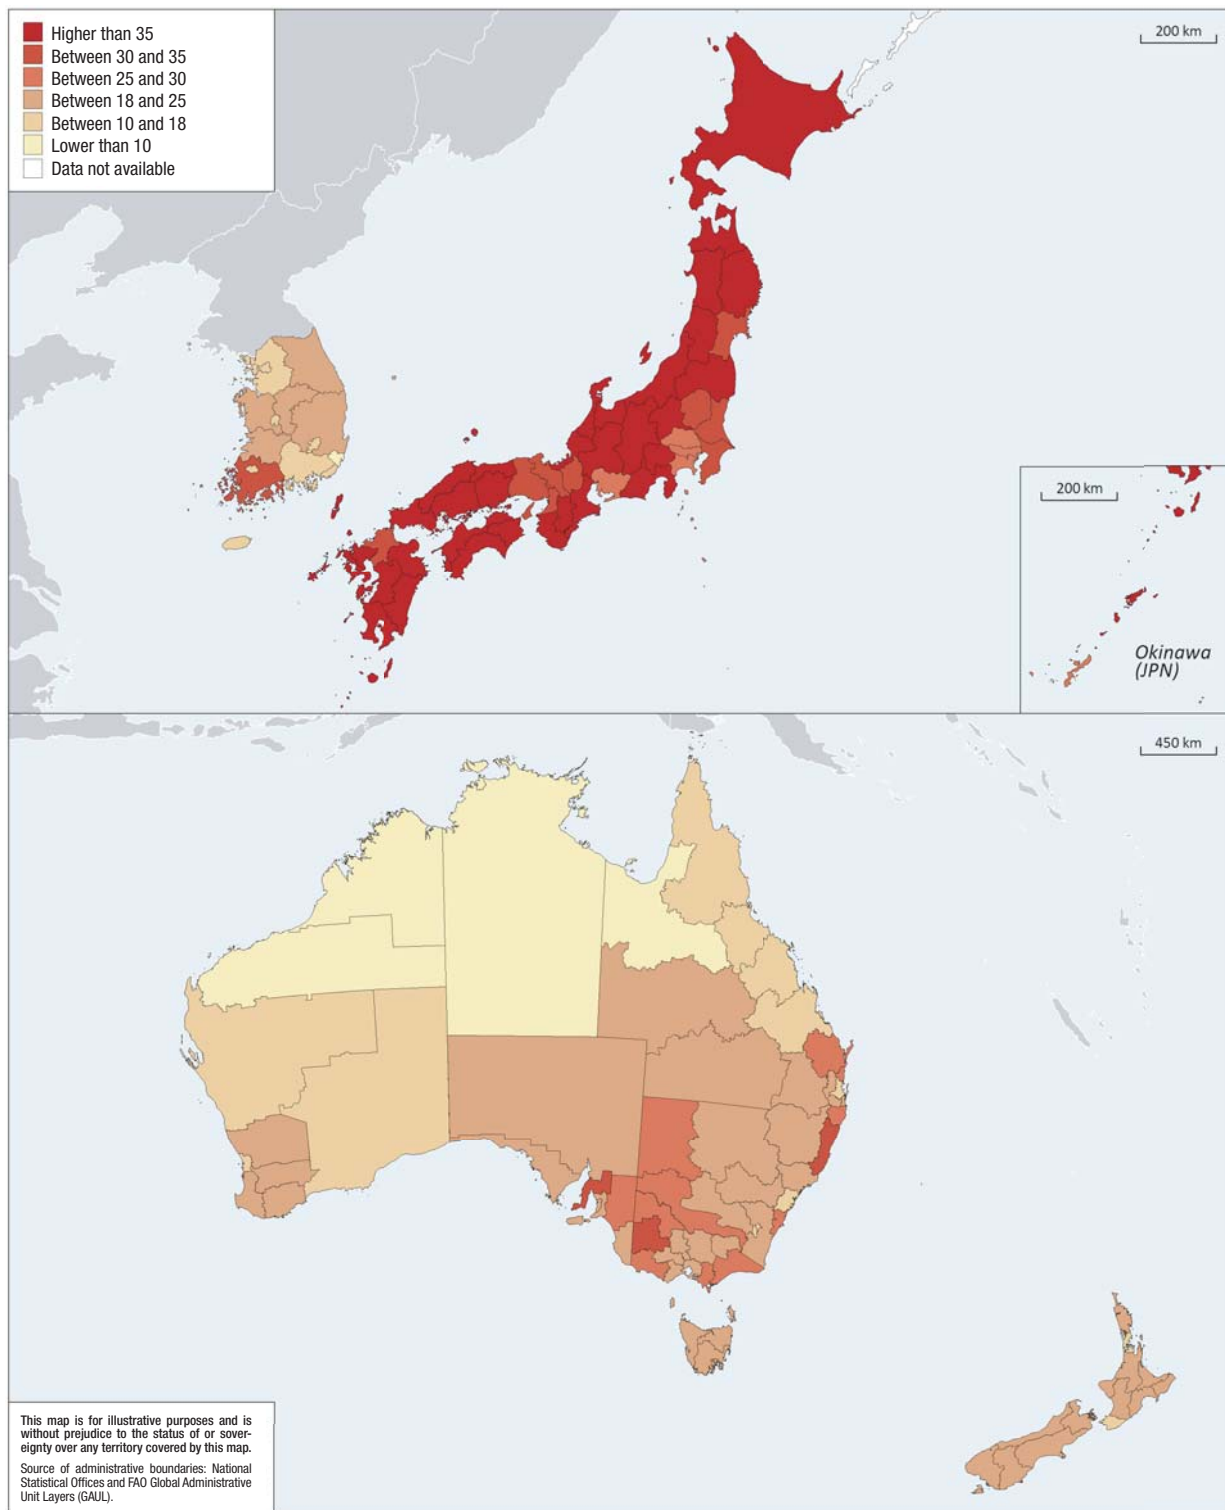 Higher than 35
Between 30 and 35
Between 25 and 30
Between 18 and 25
Between 10 and 18
Lower than 10
Data not available
200 km
200 km
Okinawa
(JPN)
450 km
This map is for illustrative purposes and is
without prejudice to the status of or sover-
eignty over any territory covered by this map.
Source of administrative boundaries: National
Statistical Offices and FAO Global Administrative
Unit Layers (GAUL).